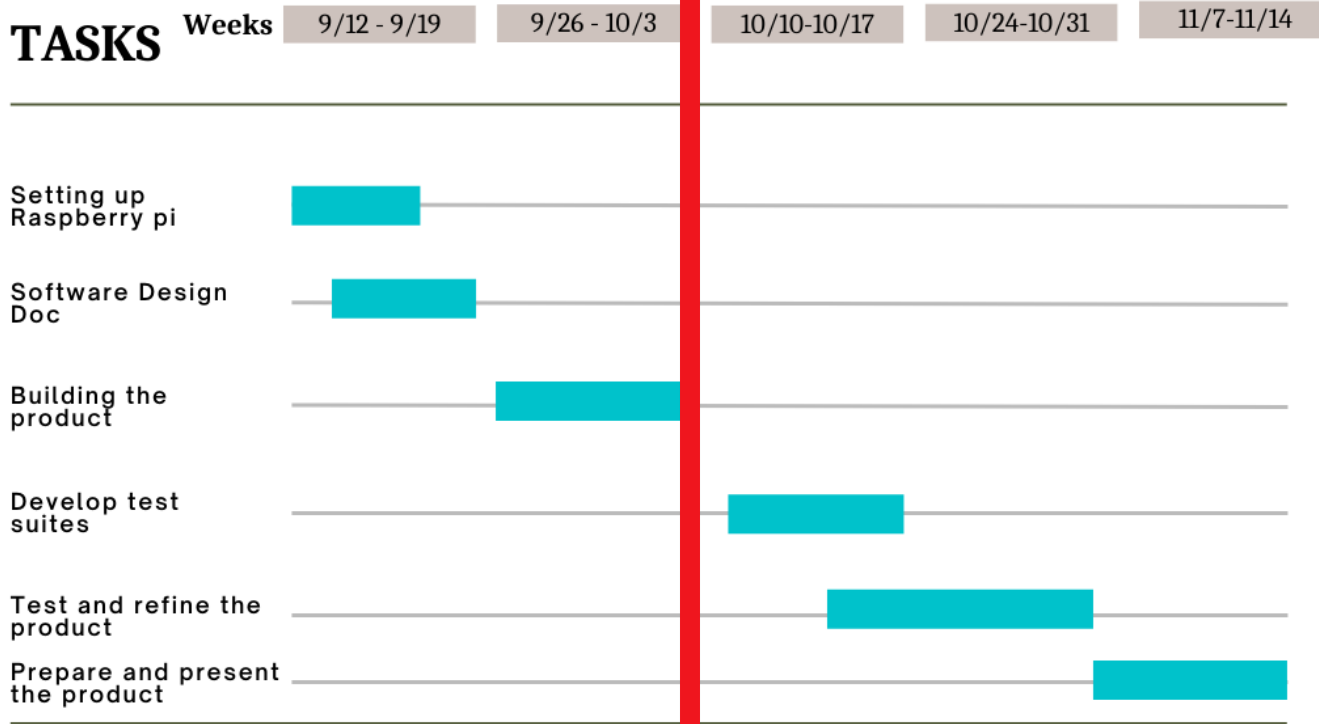 TASKS Weeks 9/12 - 9/19 9/26 - 10/3 10/10-10/17 10/24-10/31 11/7-11/14
Setting up
Raspberry pi
Software Design
Doc
Building the
product
Develop test
suites
Test and refine the
product
Prepare and present
the product